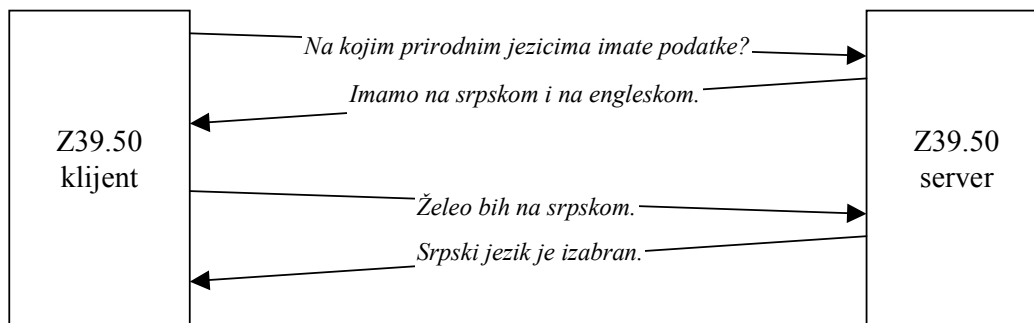 Na kojim prirodnim jezicima imate podatke?
Imamo na srpskom i na engleskom.
Z39.50
klijent
Z39.50
server
Želeo bih na srpskom.
Srpski jezik je izabran.